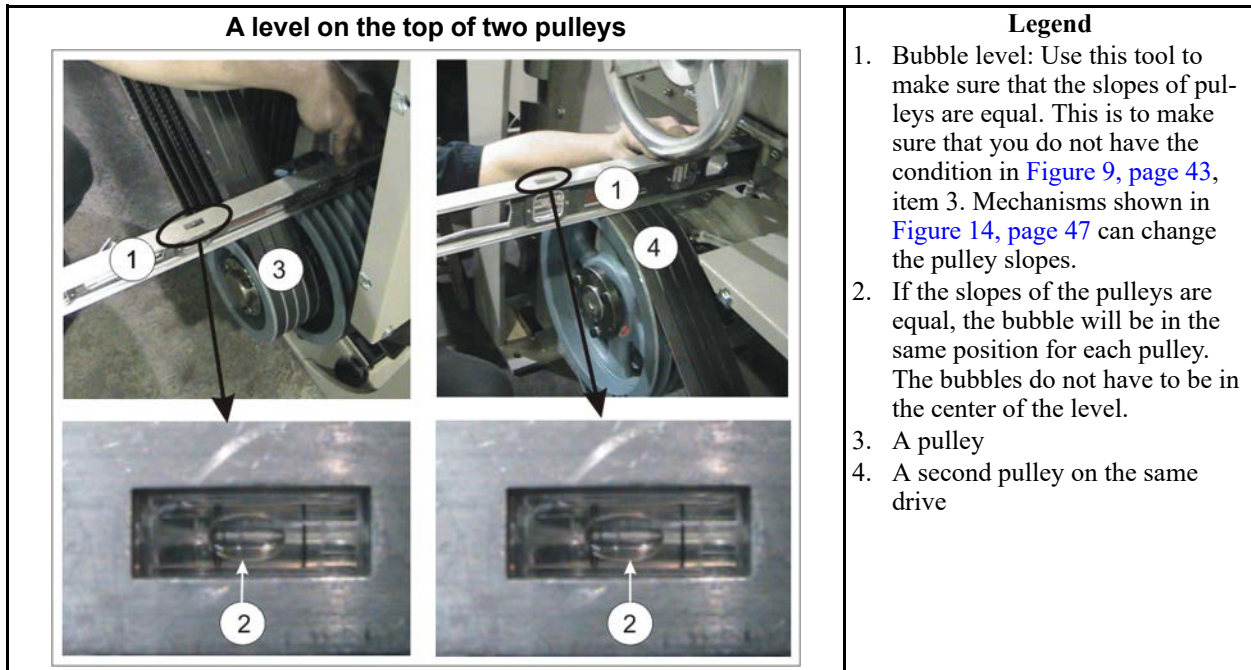 A level on the top of two pulleys
1
3
1
4
2
2
Legend
1. Bubble level: Use this tool to
make sure that the slopes of pul-
leys are equal. This is to make
sure that you do not have the
condition in Figure 9, page 43,
item 3. Mechanisms shown in
Figure 14, page 47 can change
the pulley slopes.
2. If the slopes of the pulleys are
equal, the bubble will be in the
same position for each pulley.
The bubbles do not have to be in
the center of the level.
3. A pulley
4. A second pulley on the same
drive